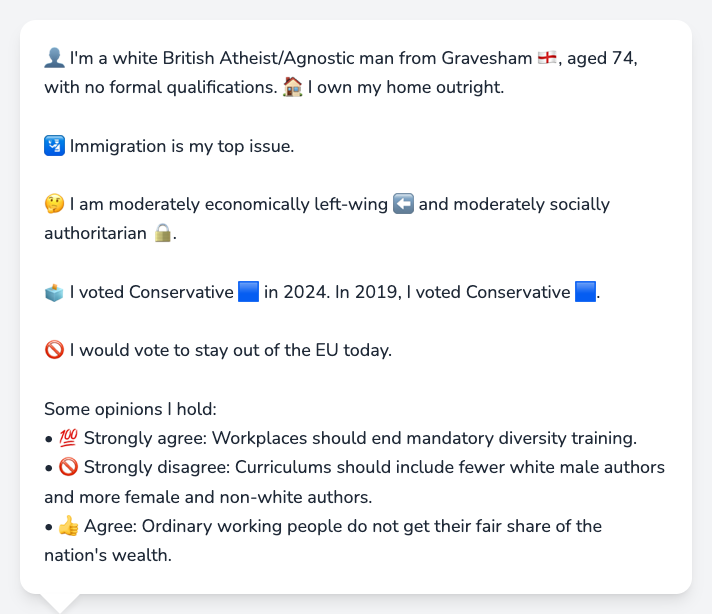 👤 I'm a white British Atheist/Agnostic man from Gravesham 🏴󠁧󠁢󠁥󠁮󠁧󠁿, aged 74,
with no formal qualifications. 🏠 I own my home outright.
🛂 Immigration is my top issue.
🤔 I am moderately economically left-wing ⬅️ and moderately socially
authoritarian 🔒.
🗳️ I voted Conservative 🟦 in 2024. In 2019, I voted Conservative 🟦.
🚫 I would vote to stay out of the EU today.
Some opinions I hold:
• 💯 Strongly agree: Workplaces should end mandatory diversity training.
• 🚫 Strongly disagree: Curriculums should include fewer white male authors
and more female and non-white authors.
• 👍 Agree: Ordinary working people do not get their fair share of the
nation's wealth.